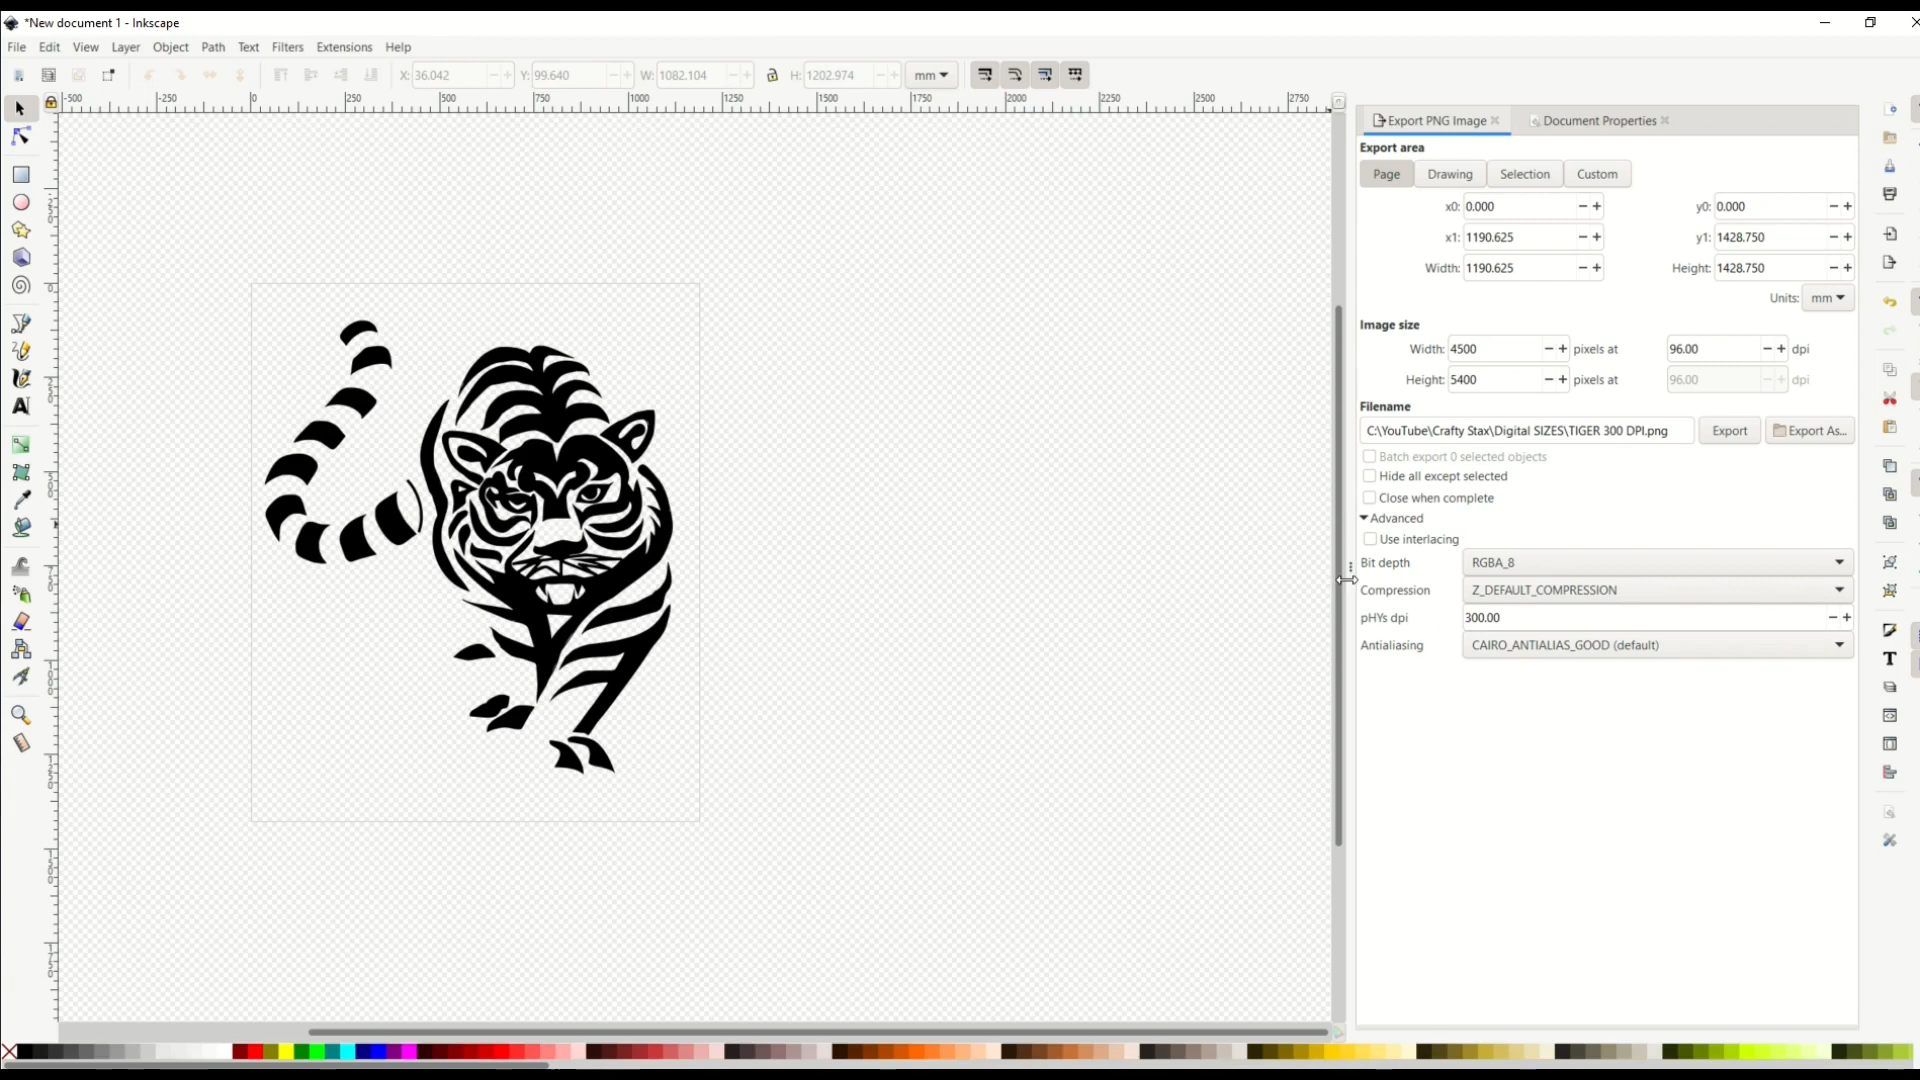 *New document 1 - Inkscape
File Edit View Layer Object Path Text Filters Extensions Help
X: 36.042 Y: 99.640 W: 1082.104 H: 1202.974 mm
-500 -250 0 250 500 750 1000 1250 1500 1750 2000 2250 2500 2750
Export PNG Image Document Properties
Export area
Page Drawing Selection Custom
x0: 0.000 y0: 0.000
x1: 1190.625 y1: 1428.750
Width: 1190.625 Height: 1428.750
Units: mm
Image size
Width: 4500 pixels at 96.00 dpi
Height: 5400 pixels at 96.00 dpi
Filename
C:\YouTube\Crafty Stax\Digital SIZES\TIGER 300 DPI.png Export Export As...
Batch export 0 selected objects
Hide all except selected
Close when complete
Advanced
Use interlacing
Bit depth RGBA_8
Compression Z_DEFAULT_COMPRESSION
pHYs dpi 300.00
Antialiasing CAIRO_ANTIALIAS_GOOD (default)